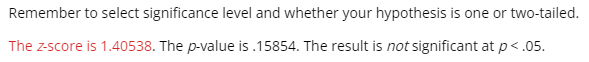 Remember to select significance level and whether your hypothesis is one or two-tailed.
The z-score is 1.40538. The p-value is .15854. The result is not significant at p < .05.